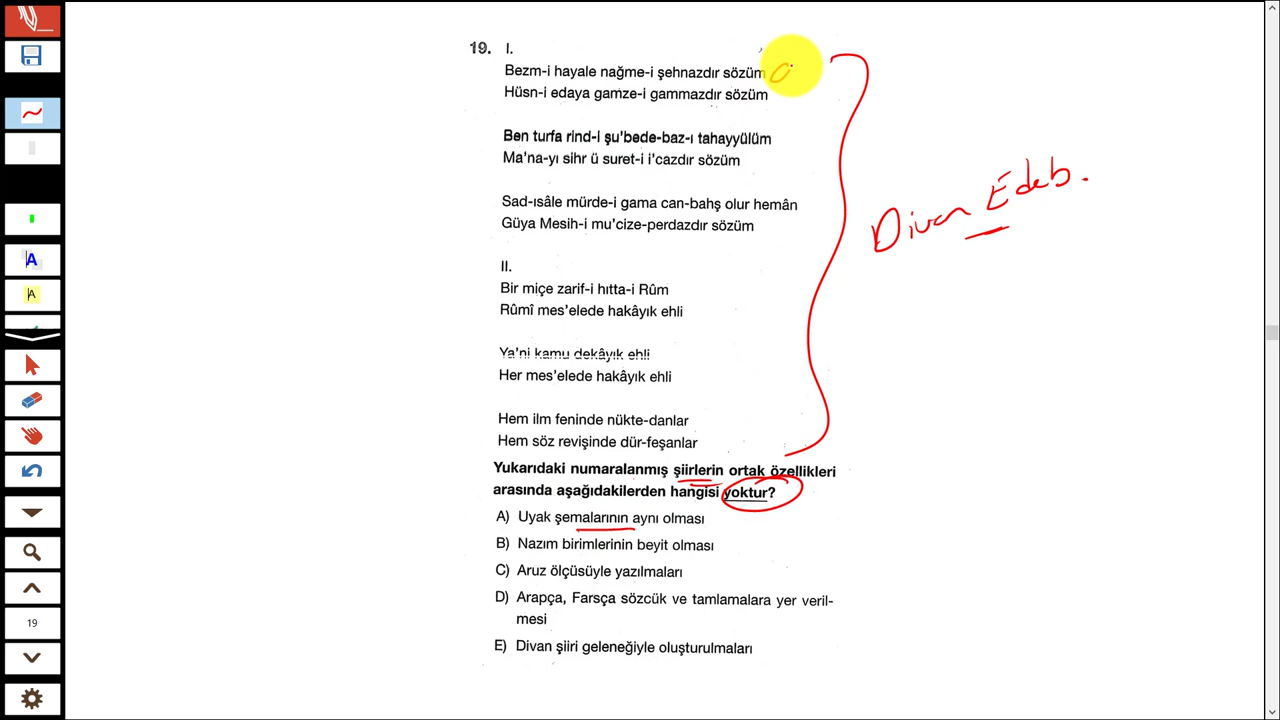 19. I.
Bezm-i hayale nağme-i şehnazdır sözüm
Hüsn-i edaya gamze-i gammazdır sözüm
Ben turfa rind-i şu'bede-baz-ı tahayyülüm
Ma'na-yı sihr ü suret-i i'cazdır sözüm
Sad-ısâle mürde-i gama can-bahş olur hemân
Güya Mesih-i mu'cize-perdazdır sözüm
II.
Bir miçe zarif-i hıtta-i Rûm
Rûmî mes'elede hakâyık ehli
Ya'ni kamu dekâyık ehli
Her mes'elede hakâyık ehli
Hem ilm feninde nükte-danlar
Hem söz revişinde dür-feşanlar
Yukarıdaki numaralanmış şiirlerin ortak özellikleri
arasında aşağıdakilerden hangisi yoktur?
A) Uyak şemalarının aynı olması
B) Nazım birimlerinin beyit olması
C) Aruz ölçüsüyle yazılmaları
D) Arapça, Farsça sözcük ve tamlamalara yer veril-
mesi
E) Divan şiiri geleneğiyle oluşturulmaları
Divan Edeb.
A
A
19